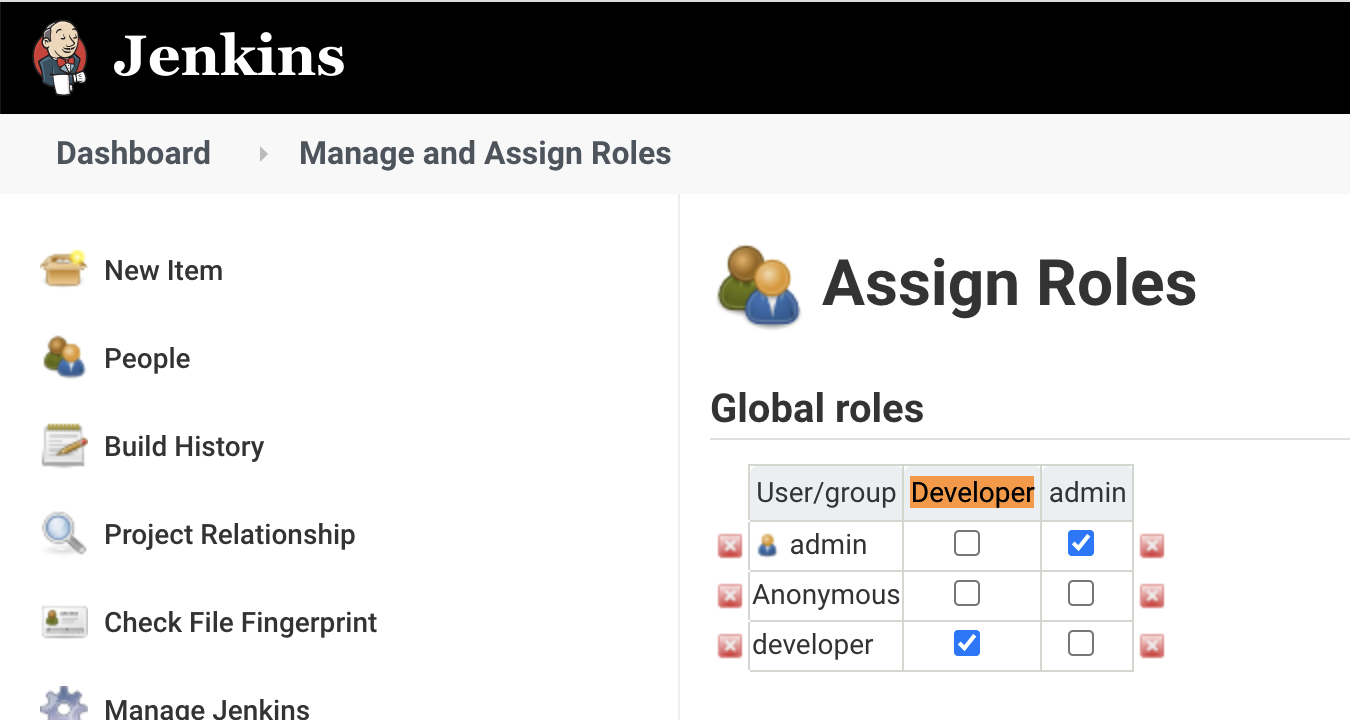 Jenkins
Dashboard
Manage and Assign Roles
New Item
People
Build History
Project Relationship
Check File Fingerprint
Manage Jenkins
Assign Roles
Global roles
User/group Developer admin
admin
Anonymous
developer